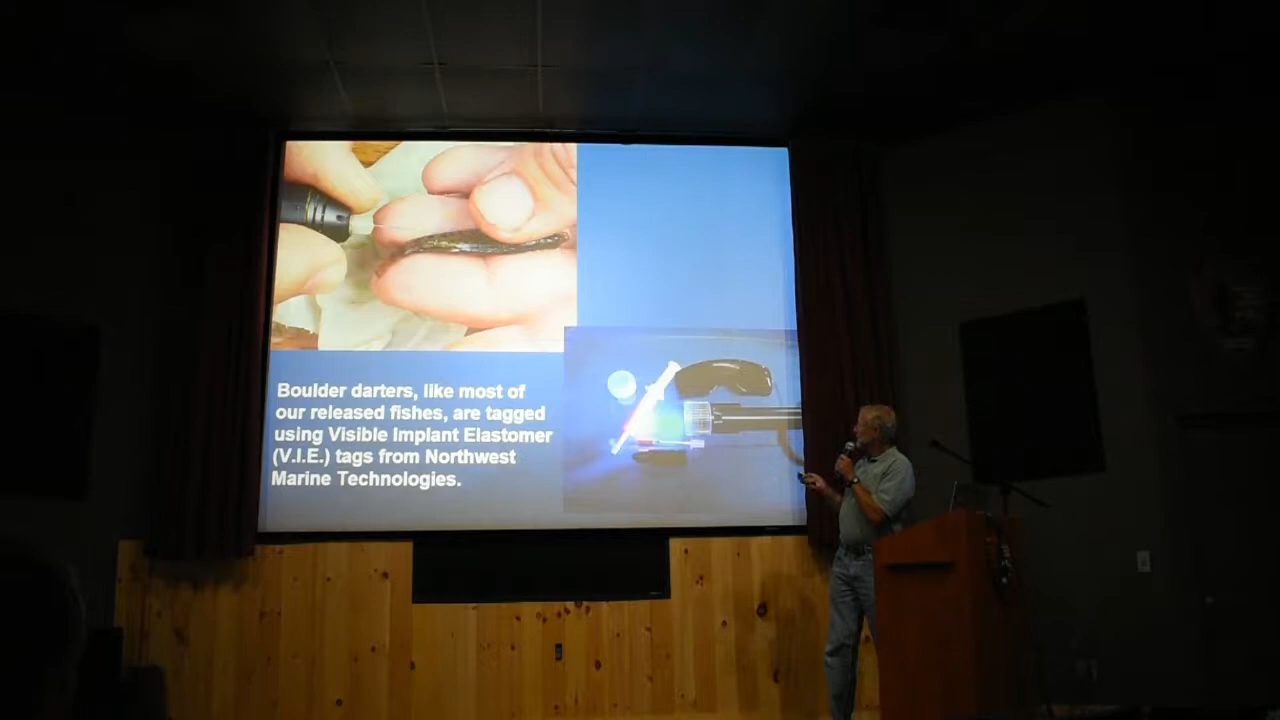 Boulder darters, like most of
our released fishes, are tagged
using Visible Implant Elastomer
(V.I.E.) tags from Northwest
Marine Technologies.